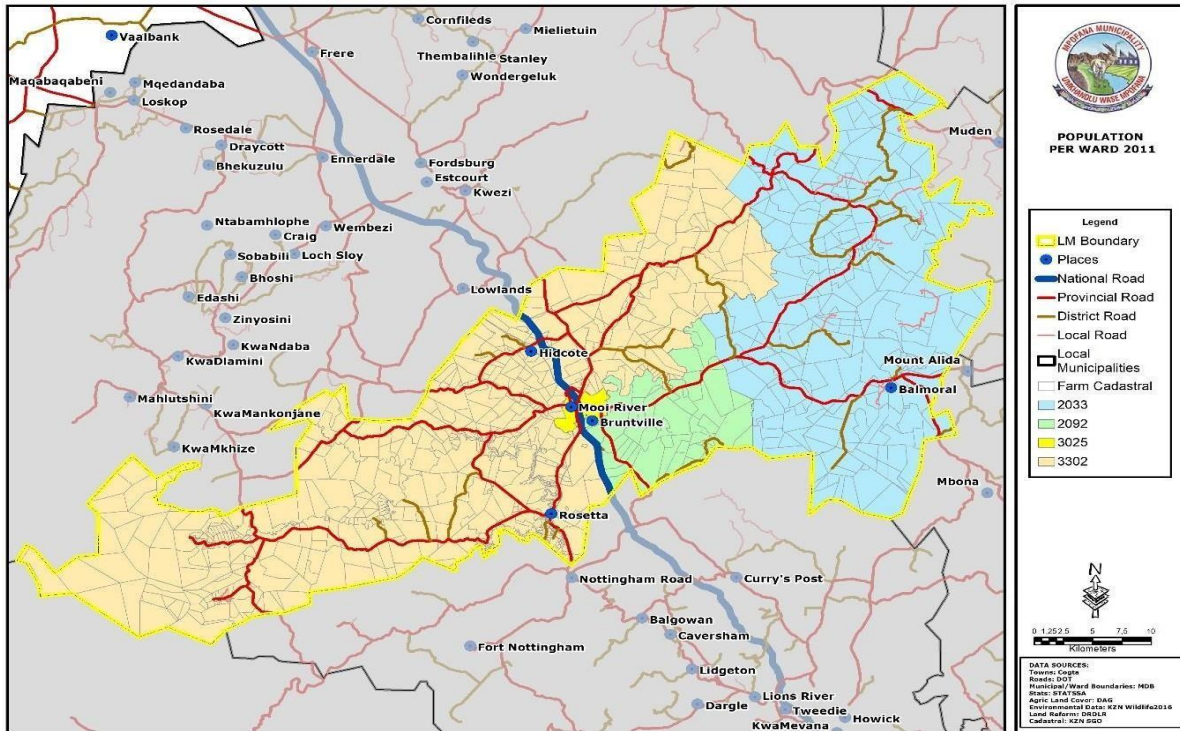 Vaalbank
Cornfileds
Mielietuin
Frere
Thembalihle
Stanley
Wondergeluk
Maqabaqabeni
Mqedandaba
Loskop
Rosedale
Draycott
Bhekuzulu
Ennerdale
Fordsburg
Estcourt
Kwezi
Muden
Ntabamhlophe
Craig
Wembezi
Sobabili
Loch Sloy
Bhoshi
Edashi
Lowlands
Zinyosini
KwaNdaba
KwaDlamini
Hidcote
Mount Alida
Balmoral
Mahlutshini
KwaMankonjane
Mooi River
Bruntville
KwaMkhize
Mbona
Rosetta
Nottingham Road
Curry's Post
Balgowan
Caversham
Fort Nottingham
Lidgeton
Lions River
Dargle
Tweedie
Howick
KwaMevana
MPOFANA MUNICIPALITY
UMKHANDLU WASE MPOFANA
POPULATION
PER WARD 2011
Legend
LM Boundary
Places
National Road
Provincial Road
District Road
Local Road
Local
Municipalities
Farm Cadastral
2033
2092
3025
3302
N
0 1.25 2.5 5 7.5 10
Kilometers
DATA SOURCES:
Towns: Cogta
Roads: DOT
Municipal/Ward Boundaries: MDB
Stats: STATSSA
Agric Land Cover: DAG
Environmental Data: KZN Wildlife2016
Land Reform: DRDLR
Cadastral: KZN SGO